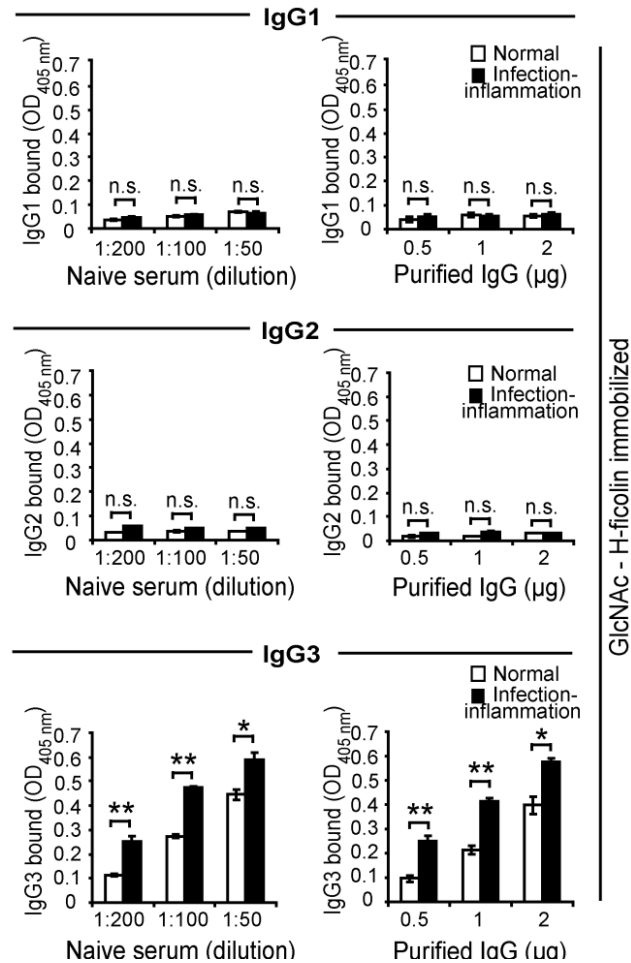 IgG1
IgG1 bound (OD405 nm)
0.7
0.6
0.5
0.4
0.3
0.2
0.1
0
n.s.
n.s.
n.s.
1:200
1:100
1:50
Naive serum (dilution)
IgG1 bound (OD405 nm)
0.7
0.6
0.5
0.4
0.3
0.2
0.1
0
Normal
Infection-
inflammation
n.s.
n.s.
n.s.
0.5
1
2
Purified IgG (µg)
IgG2
IgG2 bound (OD405 nm)
0.7
0.6
0.5
0.4
0.3
0.2
0.1
0
n.s.
n.s.
n.s.
1:200
1:100
1:50
Naive serum (dilution)
IgG2 bound (OD405 nm)
0.7
0.6
0.5
0.4
0.3
0.2
0.1
0
Normal
Infection-
inflammation
n.s.
n.s.
n.s.
0.5
1
2
Purified IgG (µg)
IgG3
IgG3 bound (OD405 nm)
0.7
0.6
0.5
0.4
0.3
0.2
0.1
0
**
**
*
1:200
1:100
1:50
Naive serum (dilution)
IgG3 bound (OD405 nm)
0.7
0.6
0.5
0.4
0.3
0.2
0.1
0
Normal
Infection-
inflammation
**
**
*
0.5
1
2
Purified IgG (µg)
GlcNAc - H-ficolin immobilized